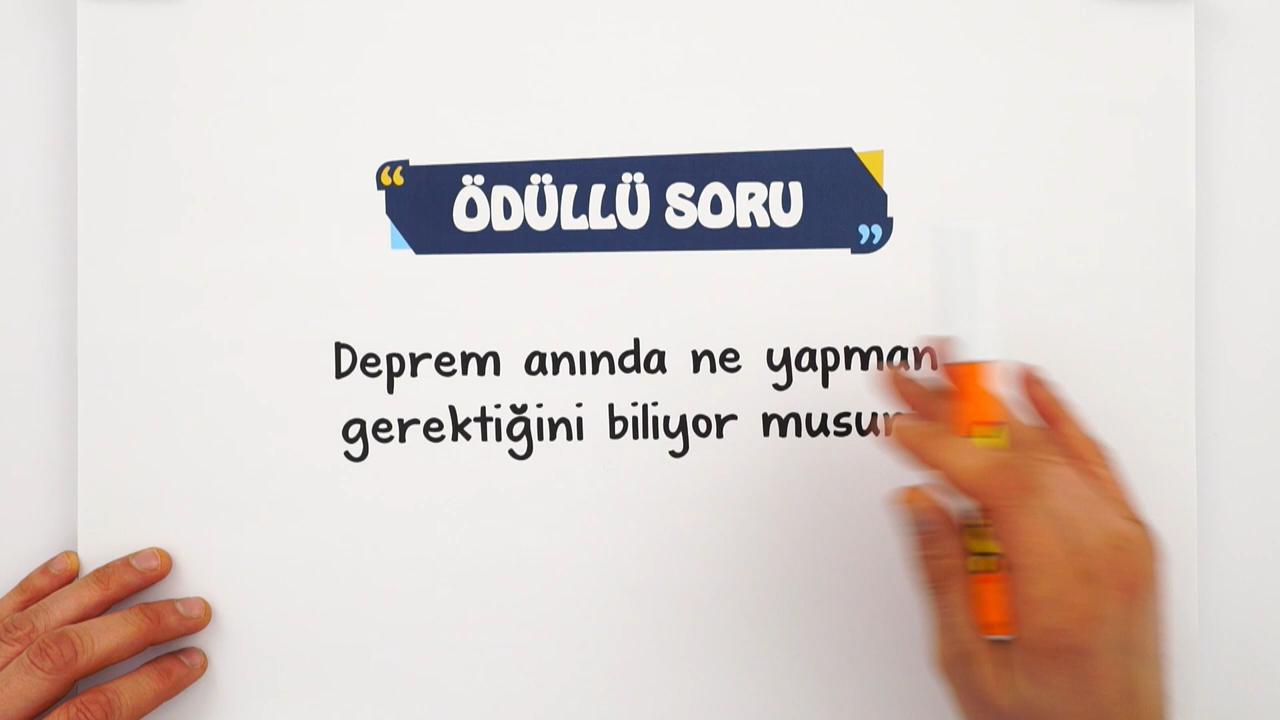 “ ÖDÜLLÜ SORU ”
Deprem anında ne yapman
gerektiğini biliyor